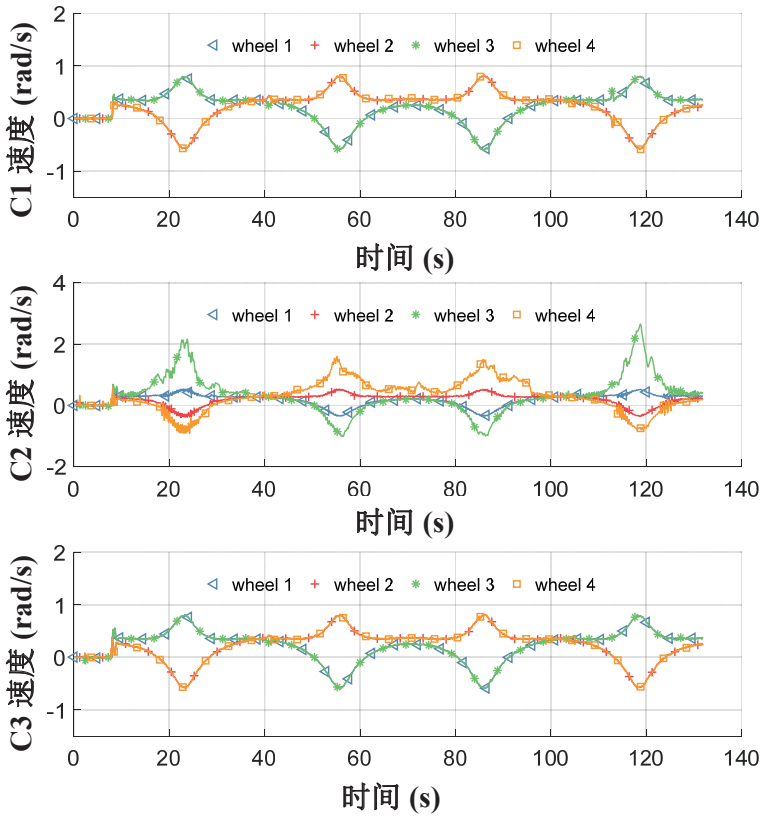 2
1
0
-1
C1 速度 (rad/s)
wheel 1 wheel 2 wheel 3 wheel 4
0 20 40 60 80 100 120 140
时间 (s)
4
2
0
-2
C2 速度 (rad/s)
wheel 1 wheel 2 wheel 3 wheel 4
0 20 40 60 80 100 120 140
时间 (s)
2
1
0
-1
C3 速度 (rad/s)
wheel 1 wheel 2 wheel 3 wheel 4
0 20 40 60 80 100 120 140
时间 (s)